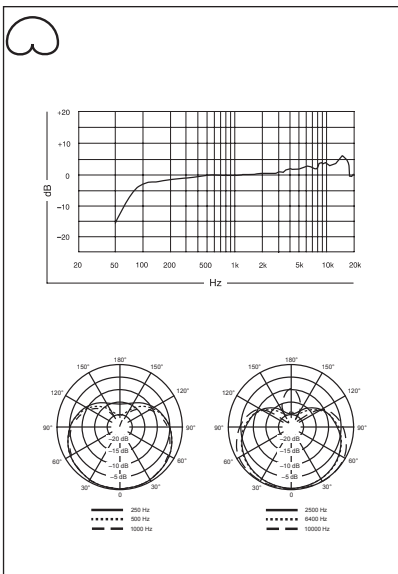 +20
+10
0
−10
−20
dB
20 50 100 200 500 1k 2k 5k 10k 20k
Hz
180°
150° 150°
120° 120°
90° 90°
60° 60°
30° 30°
0
−20 dB
−15 dB
−10 dB
−5 dB
250 Hz
500 Hz
1000 Hz
180°
150° 150°
120° 120°
90° 90°
60° 60°
30° 30°
0
−20 dB
−15 dB
−10 dB
−5 dB
2500 Hz
6400 Hz
10000 Hz